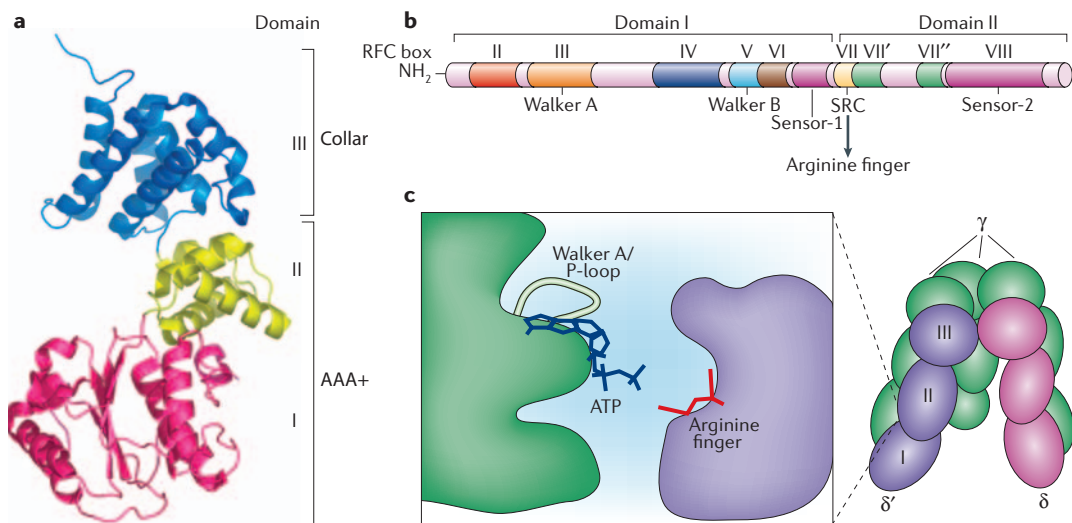 a
Domain
III
Collar
II
AAA+
I
b
Domain I
Domain II
RFC box
II
III
IV
V
VI
VII
VII′
VII′′
VIII
NH2
Walker A
Walker B
Sensor-1
SRC
Sensor-2
Arginine finger
c
Walker A/
P-loop
ATP
Arginine
finger
γ
III
II
I
δ′
δ